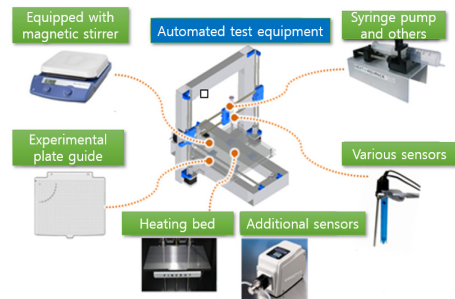 Equipped with
magnetic stirrer
Automated test equipment
Syringe pump
and others
Experimental
plate guide
Various sensors
Heating bed
Additional sensors